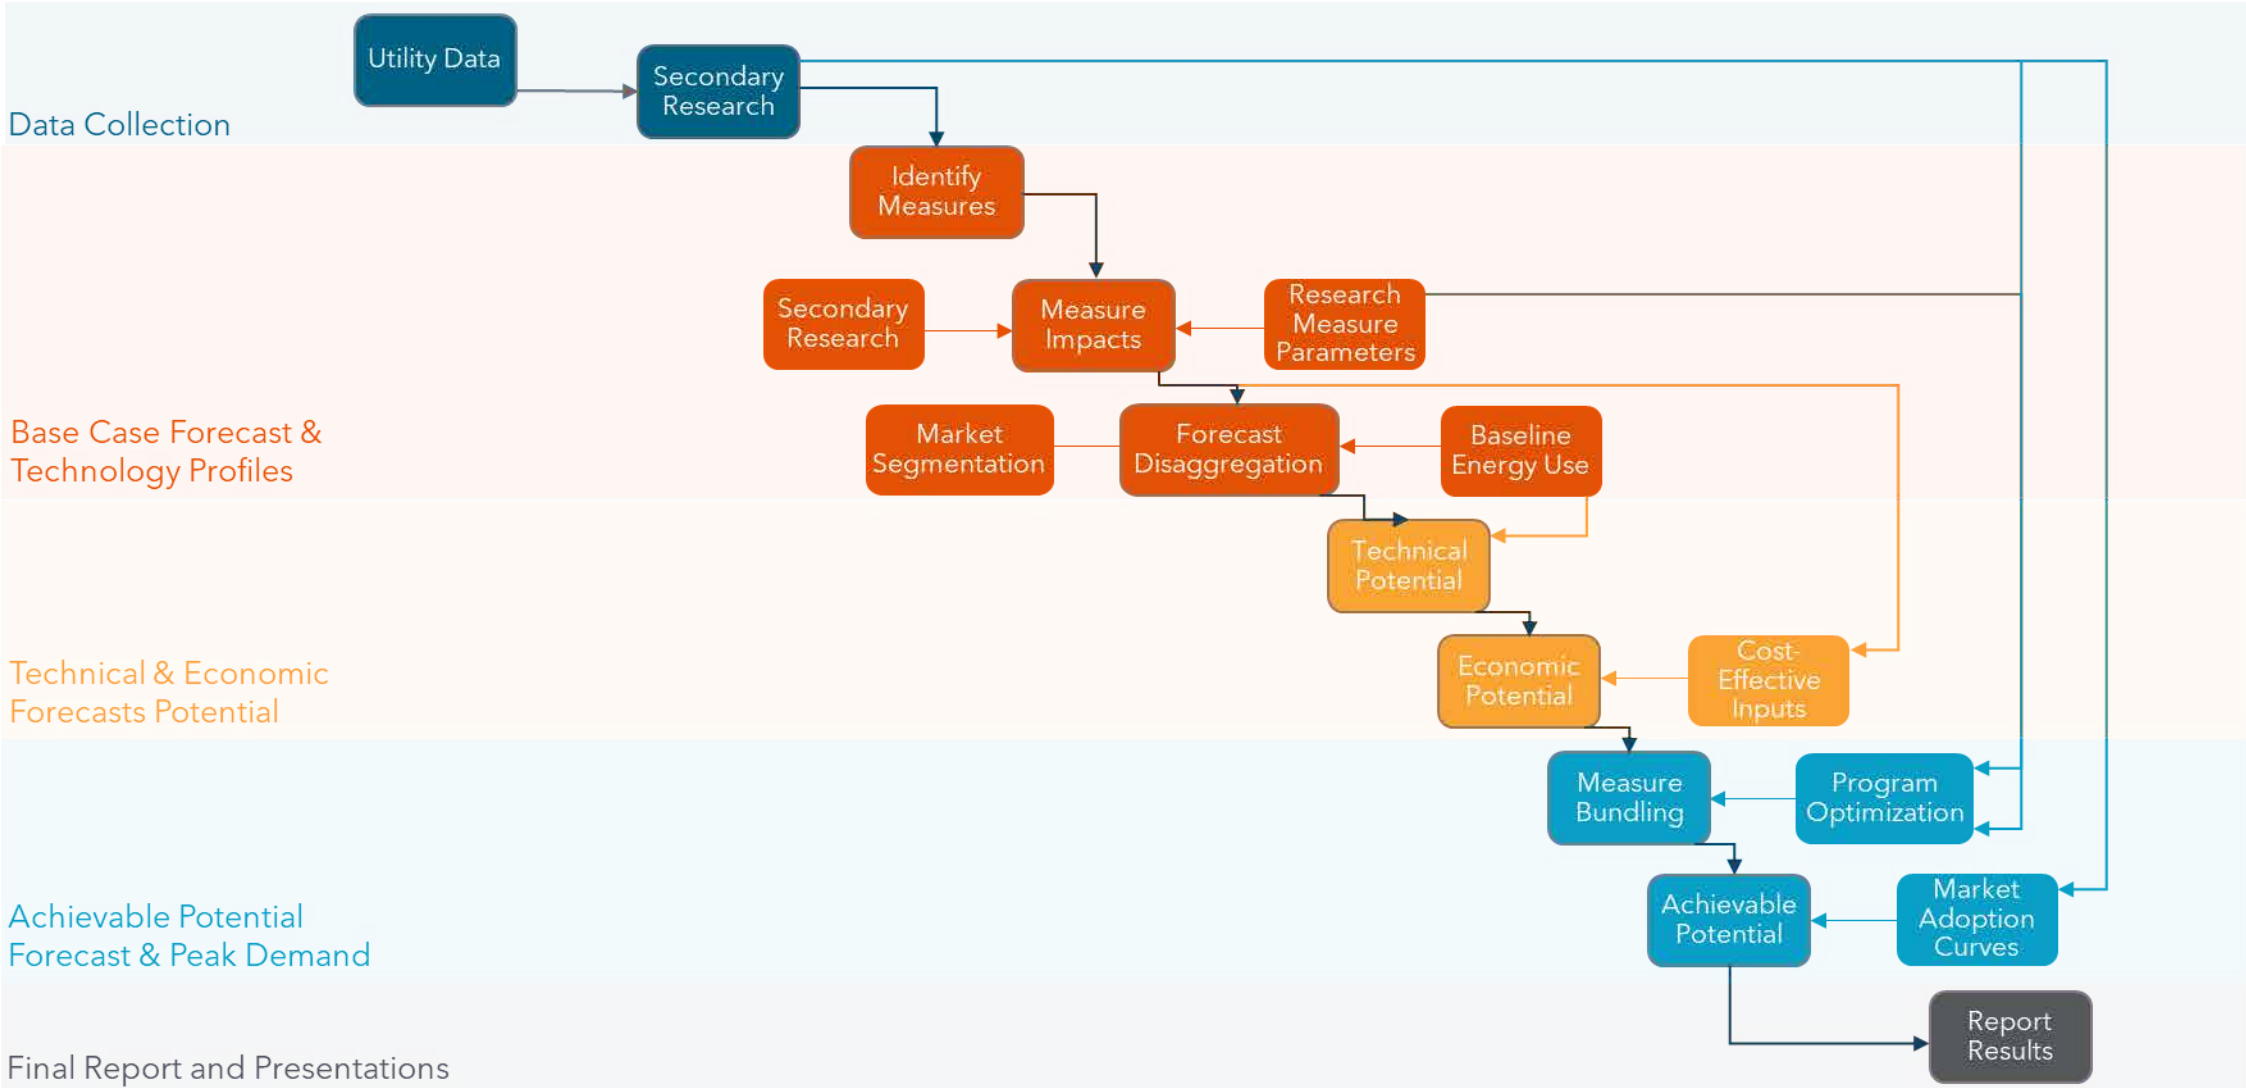 Utility Data
Secondary
Research
Data Collection
Identify
Measures
Secondary
Research
Measure
Impacts
Research
Measure
Parameters
Base Case Forecast &
Technology Profiles
Market
Segmentation
Forecast
Disaggregation
Baseline
Energy Use
Technical
Potential
Technical & Economic
Forecasts Potential
Economic
Potential
Cost-
Effective
Inputs
Measure
Bundling
Program
Optimization
Achievable Potential
Forecast & Peak Demand
Achievable
Potential
Market
Adoption
Curves
Final Report and Presentations
Report
Results